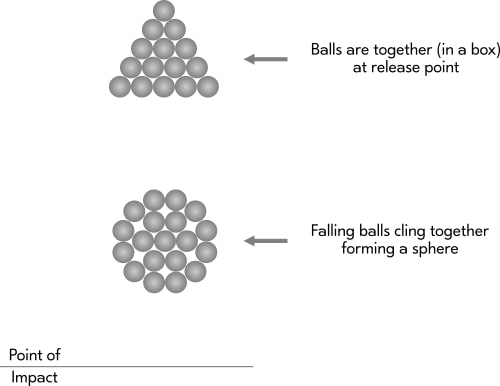 Balls are together (in a box)
at release point
Falling balls cling together
forming a sphere
Point of
Impact